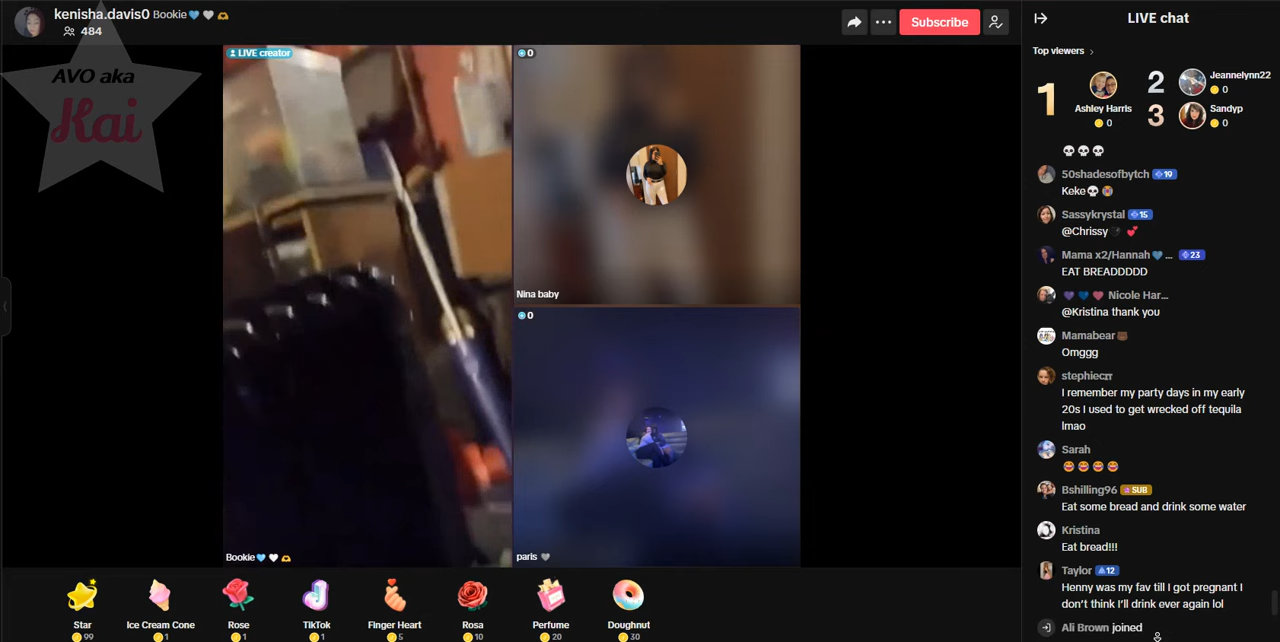 kenisha.davis0 Bookie💙🤍🫶
484
Subscribe
AVO aka
Kai
LIVE creator
Bookie💙🤍🫶
0
Nina baby
0
paris 🩶
Star
99
Ice Cream Cone
1
Rose
1
TikTok
1
Finger Heart
5
Rosa
10
Perfume
20
Doughnut
30
LIVE chat
Top viewers >
1
Ashley Harris
0
2
Jeannelynn22
0
3
Sandyp
0
💀💀💀
50shadesofbytch 19
Keke💀😭
Sassykrystal 15
@Chrissy 🖤 💕
Mama x2/Hannah💙... 23
EAT BREADDDDD
💜💙🩷 Nicole Har...
@Kristina thank you
Mamabear🐻
Omggg
stephiecrr
I remember my party days in my early
20s I used to get wrecked off tequila
lmao
Sarah
Bshilling96 SUB
Eat some bread and drink some water
Kristina
Eat bread!!!
Taylor 12
Henny was my fav till I got pregnant I
don't think I'll drink ever again lol
Ali Brown joined